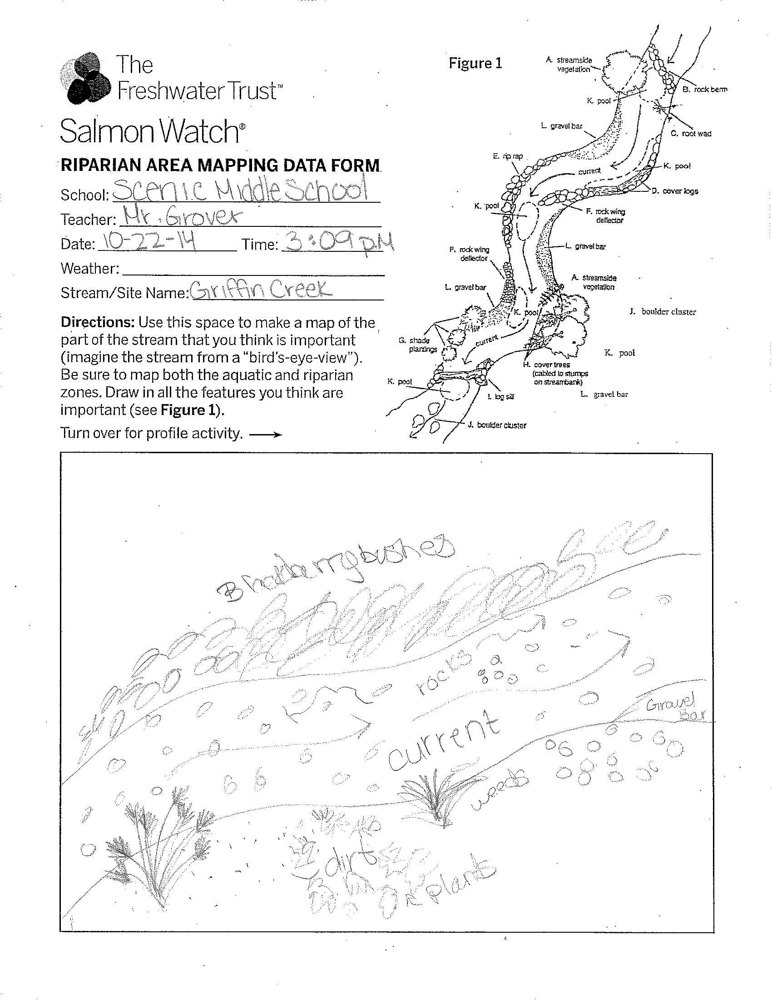 The
Freshwater Trust™
Salmon Watch®
RIPARIAN AREA MAPPING DATA FORM
School: Scenic Middle School
Teacher: Mr. Grover
Date: 10-22-14 Time: 3:09 pM
Weather:
Stream/Site Name: Griffin Creek
Directions: Use this space to make a map of the
part of the stream that you think is important
(imagine the stream from a “bird's-eye-view”).
Be sure to map both the aquatic and riparian
zones. Draw in all the features you think are
important (see Figure 1).
Turn over for profile activity.
Figure 1
A. streamside
vegetation
B. rock berm
K. pool
L. gravel bar
C. root wad
E. rip rap
K. pool
current
D. cover logs
K. pool
F. rock wing
deflector
L. gravel bar
F. rock wing
deflector
A. streamside
vegetation
L. gravel bar
K. pool
J. boulder cluster
G. shade
plantings
current
K. pool
H. cover trees
(cabled to stumps
on streambank)
K. pool
I. log sill
L. gravel bar
J. boulder cluster
Blackberry bushes
rocks
Gravel
Bar
current
weeds
dirt
plants